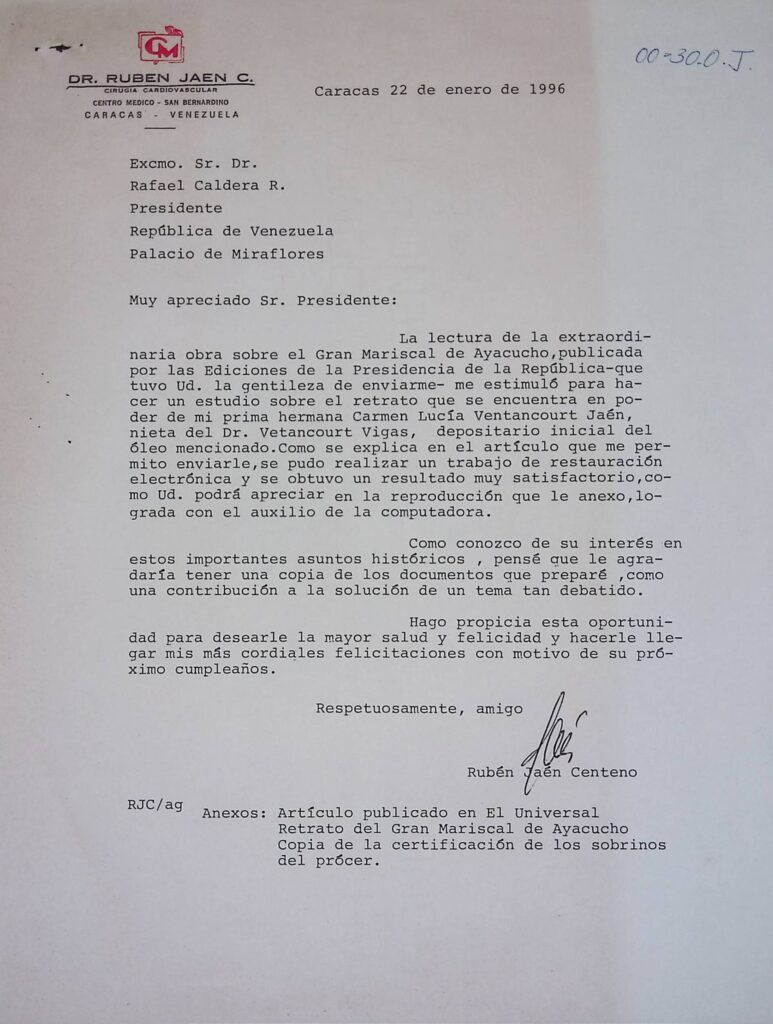 CM
DR. RUBEN JAEN C.
CIRUGIA CARDIOVASCULAR
CENTRO MEDICO - SAN BERNARDINO
CARACAS - VENEZUELA
00-30.0.J.
Caracas 22 de enero de 1996
Excmo. Sr. Dr.
Rafael Caldera R.
Presidente
República de Venezuela
Palacio de Miraflores
Muy apreciado Sr. Presidente:
La lectura de la extraordi-
naria obra sobre el Gran Mariscal de Ayacucho,publicada
por las Ediciones de la Presidencia de la República-que
tuvo Ud. la gentileza de enviarme- me estimuló para ha-
cer un estudio sobre el retrato que se encuentra en po-
der de mi prima hermana Carmen Lucía Ventancourt Jaén,
nieta del Dr. Vetancourt Vigas, depositario inicial del
óleo mencionado.Como se explica en el artículo que me per-
mito enviarle,se pudo realizar un trabajo de restauración
electrónica y se obtuvo un resultado muy satisfactorio,co-
mo Ud. podrá apreciar en la reproducción que le anexo,lo-
grada con el auxilio de la computadora.
Como conozco de su interés en
estos importantes asuntos históricos , pensé que le agra-
daría tener una copia de los documentos que preparé ,como
una contribución a la solución de un tema tan debatido.
Hago propicia esta oportuni-
dad para desearle la mayor salud y felicidad y hacerle lle-
gar mis más cordiales felicitaciones con motivo de su pró-
ximo cumpleaños.
Respetuosamente, amigo
Rubén Jaén Centeno
RJC/ag
Anexos: Artículo publicado en El Universal
Retrato del Gran Mariscal de Ayacucho
Copia de la certificación de los sobrinos
del prócer.